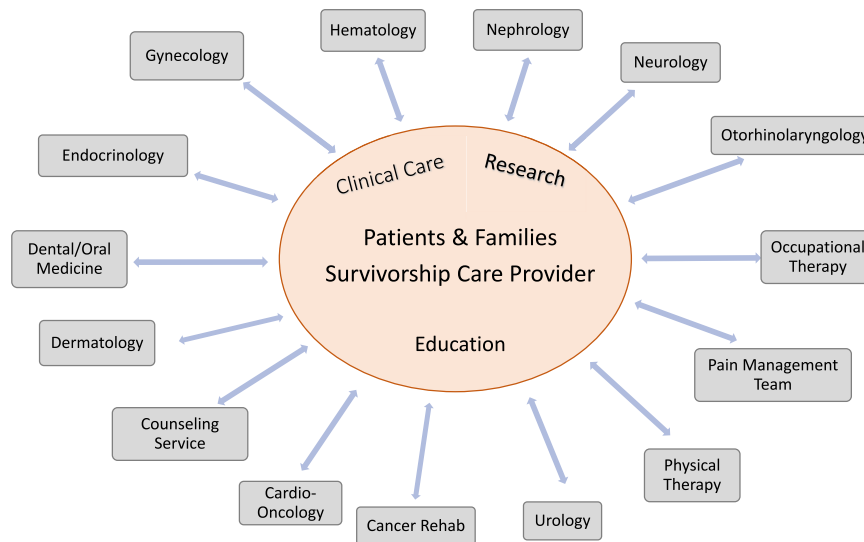 Hematology
Nephrology
Gynecology
Neurology
Otorhinolaryngology
Endocrinology
Clinical Care
Research
Patients & Families
Survivorship Care Provider
Education
Dental/Oral
Medicine
Occupational
Therapy
Dermatology
Pain Management
Team
Counseling
Service
Physical
Therapy
Cardio-
Oncology
Cancer Rehab
Urology